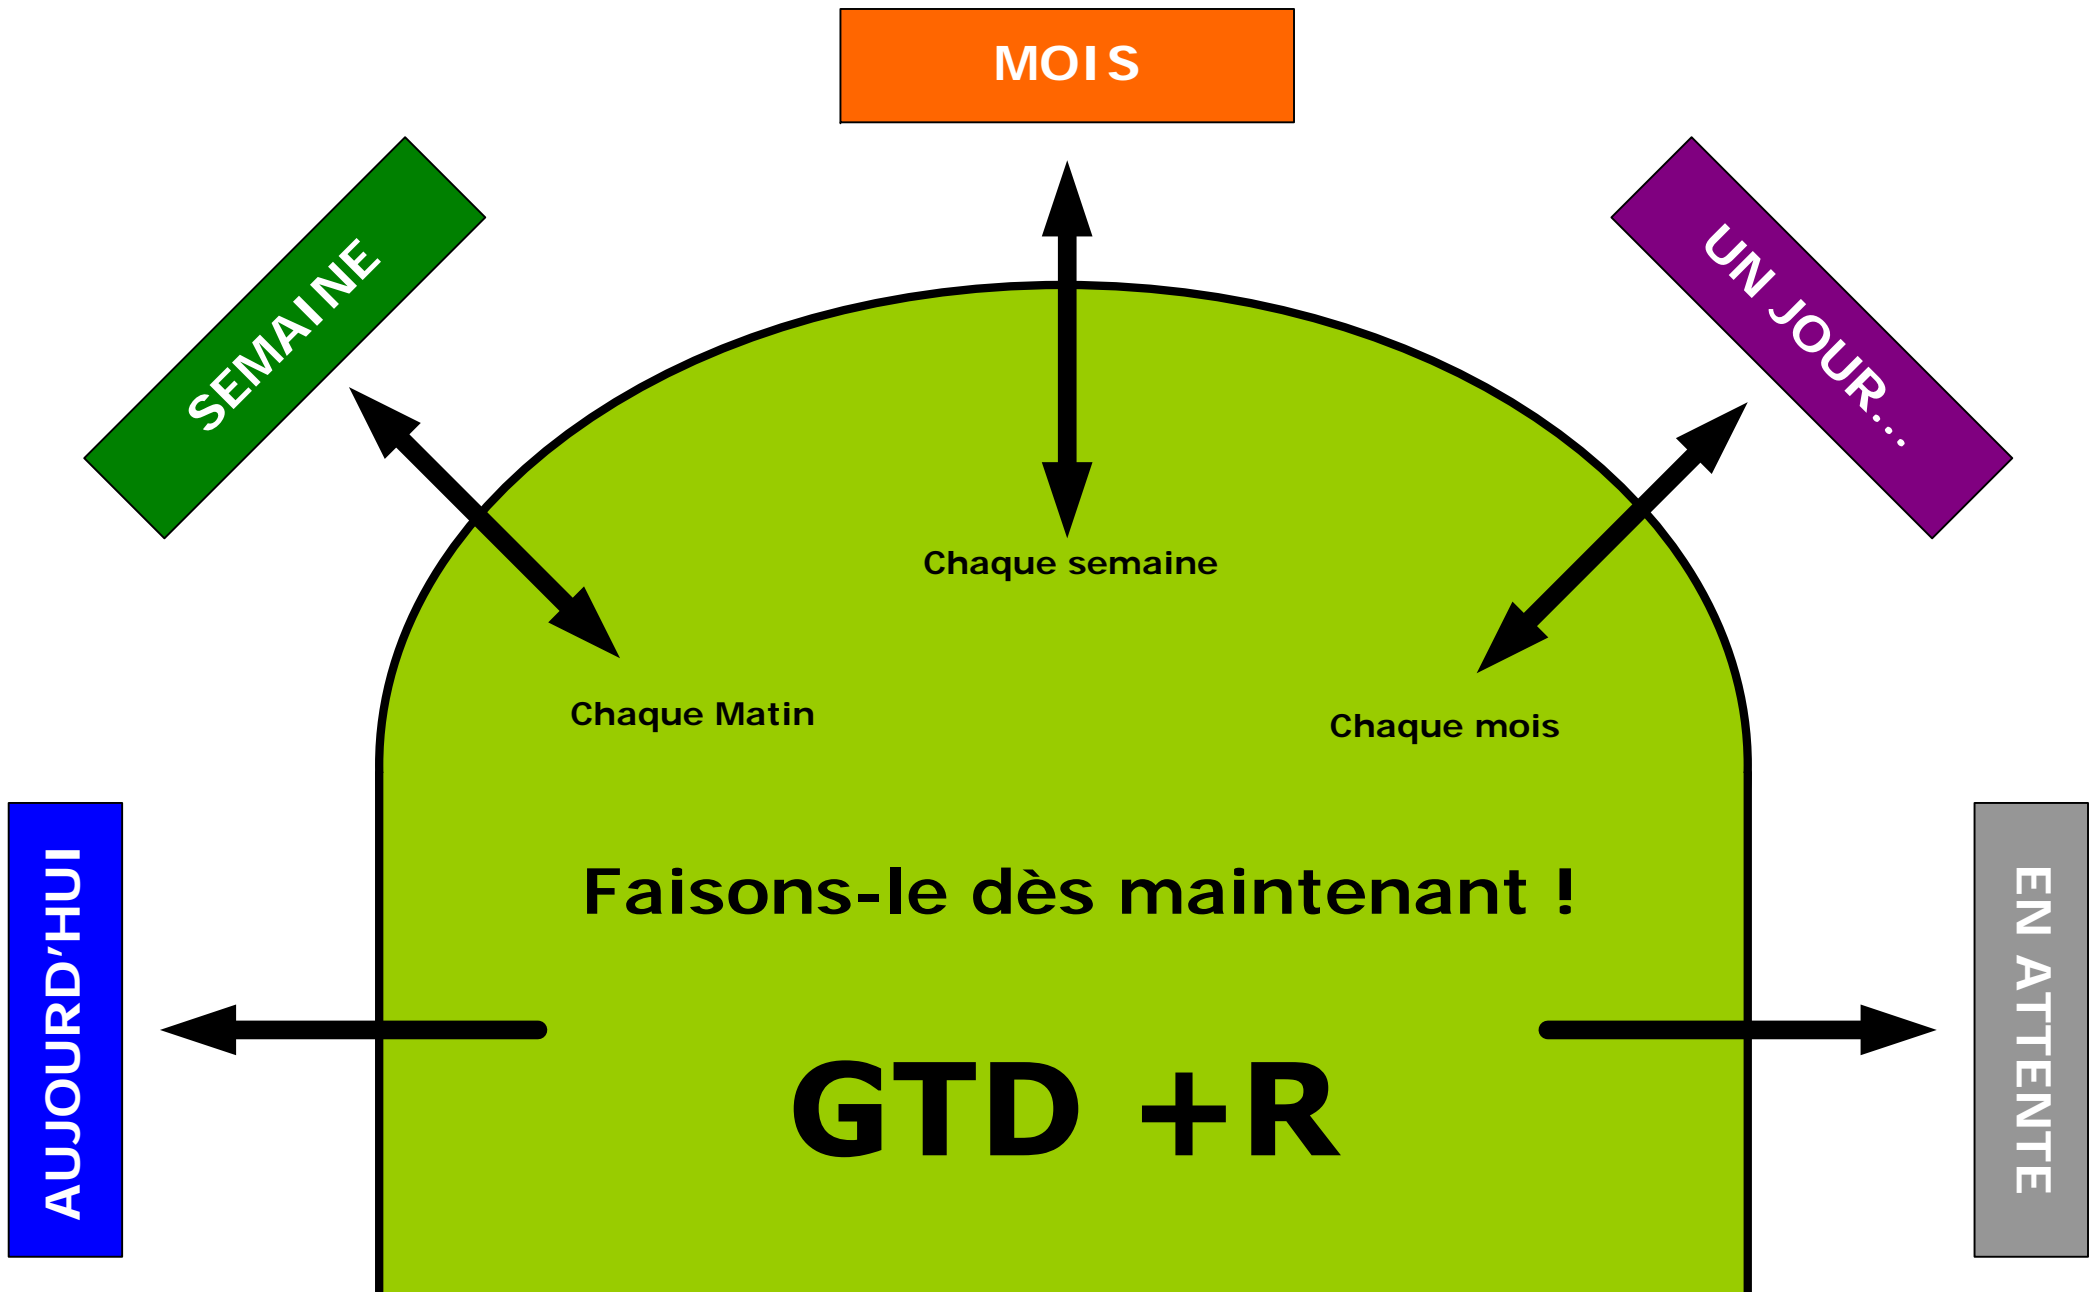 MOIS
SEMAINE
UN JOUR...
Chaque semaine
Chaque Matin
Chaque mois
AUJOURD'HUI
Faisons-le dès maintenant !
EN ATTENTE
GTD +R